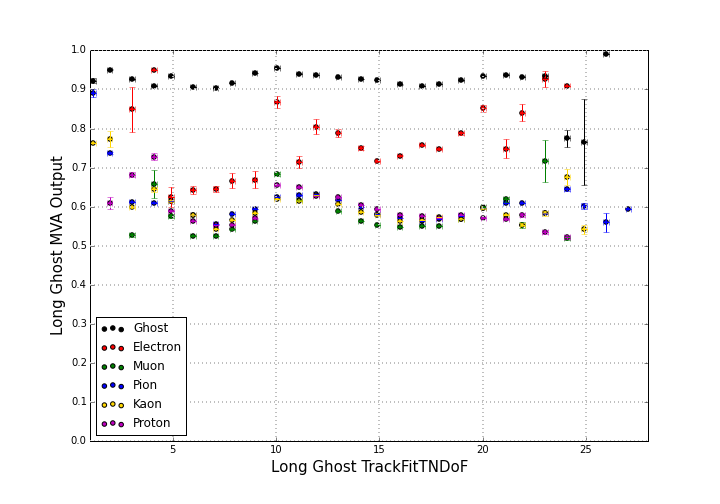 1.0
0.9
0.8
0.7
0.6
0.5
0.4
0.3
0.2
0.1
0.0
Long Ghost MVA Output
Ghost
Electron
Muon
Pion
Kaon
Proton
5
10
15
20
25
Long Ghost TrackFitTNDoF